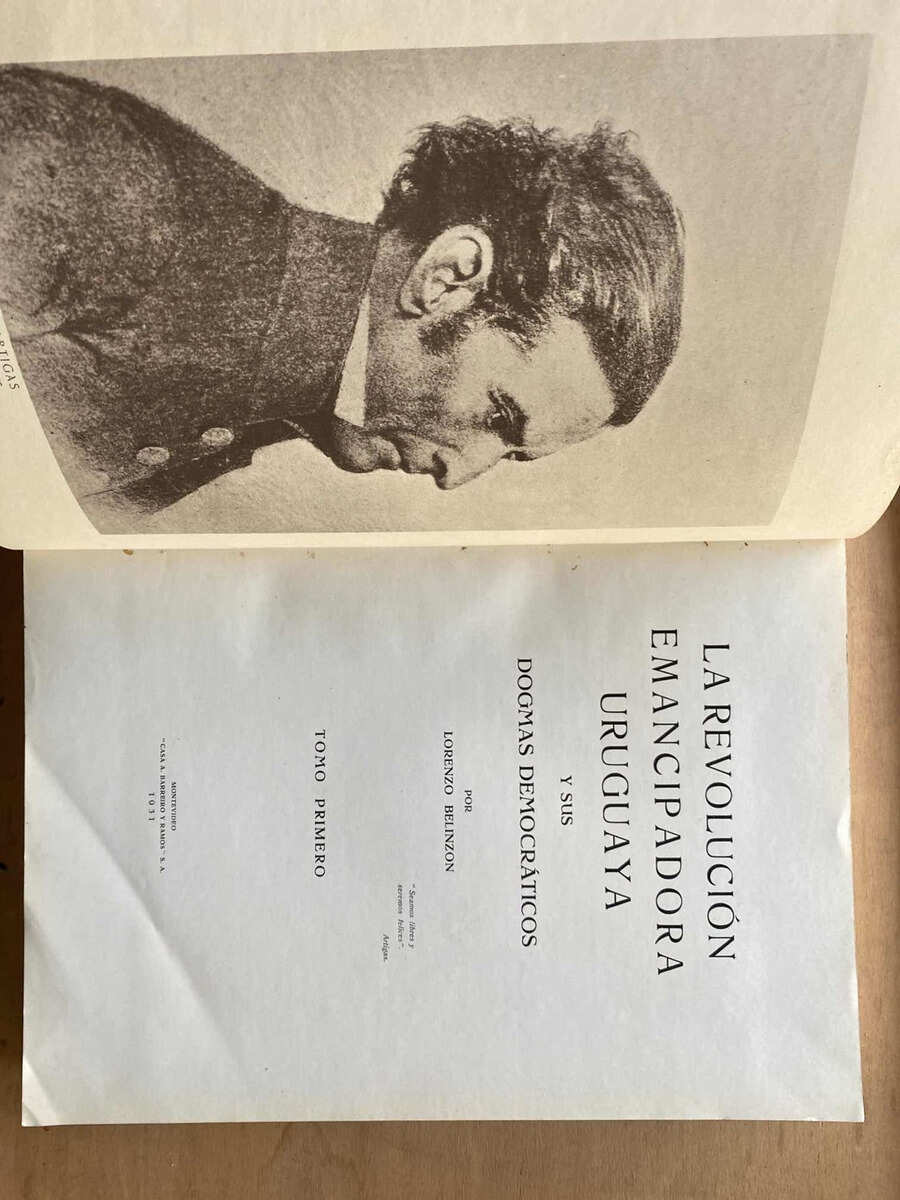 ARTIGAS
LA REVOLUCIÓN
EMANCIPADORA
URUGUAYA
Y SUS
DOGMAS DEMOCRÁTICOS
POR
LORENZO BELINZON
"Seamos libres y
seremos felices".
Artigas.
TOMO PRIMERO
MONTEVIDEO
"CASA A. BARREIRO Y RAMOS" S. A.
1931